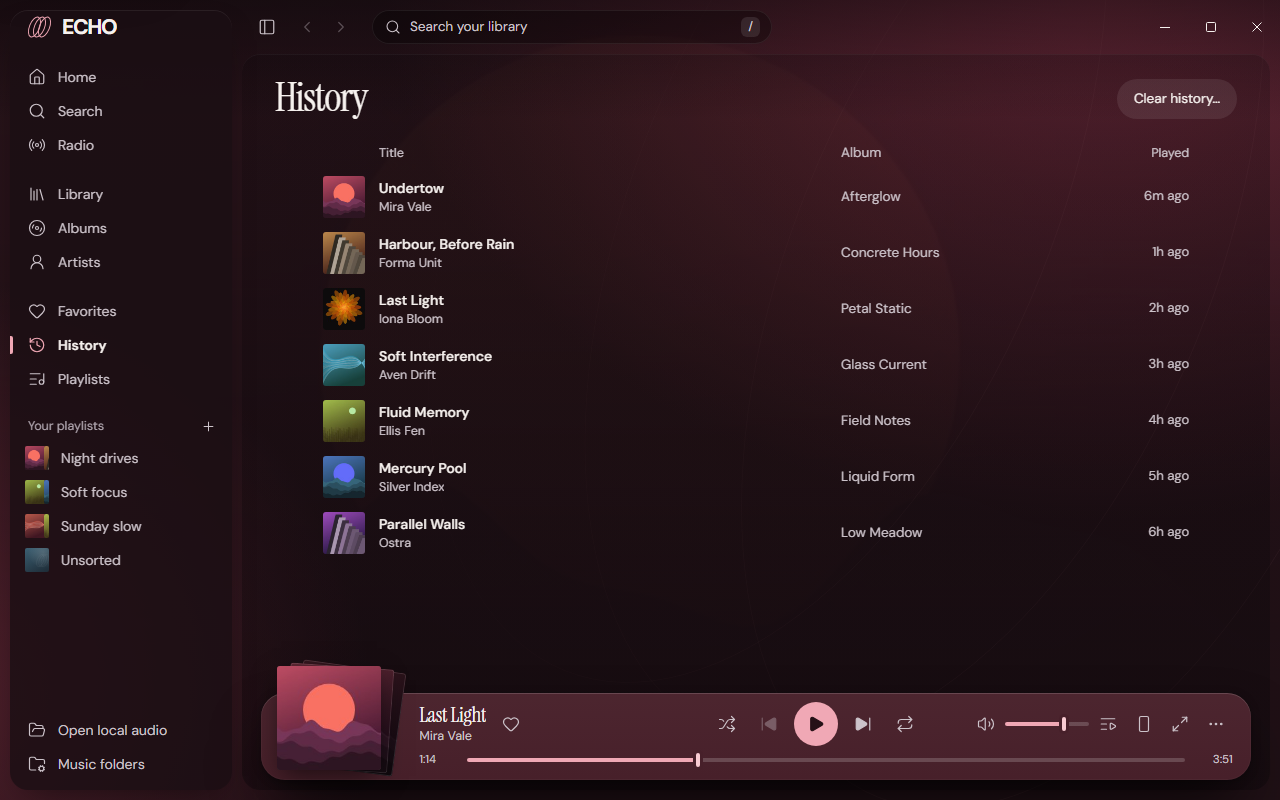 ECHO
Search your library /
Home
Search
Radio
Library
Albums
Artists
Favorites
History
Playlists
Your playlists
Night drives
Soft focus
Sunday slow
Unsorted
Open local audio
Music folders
History
Clear history...
Title Album Played
Undertow
Mira Vale
Afterglow
6m ago
Harbour, Before Rain
Forma Unit
Concrete Hours
1h ago
Last Light
Iona Bloom
Petal Static
2h ago
Soft Interference
Aven Drift
Glass Current
3h ago
Fluid Memory
Ellis Fen
Field Notes
4h ago
Mercury Pool
Silver Index
Liquid Form
5h ago
Parallel Walls
Ostra
Low Meadow
6h ago
Last Light
Mira Vale
1:14
3:51